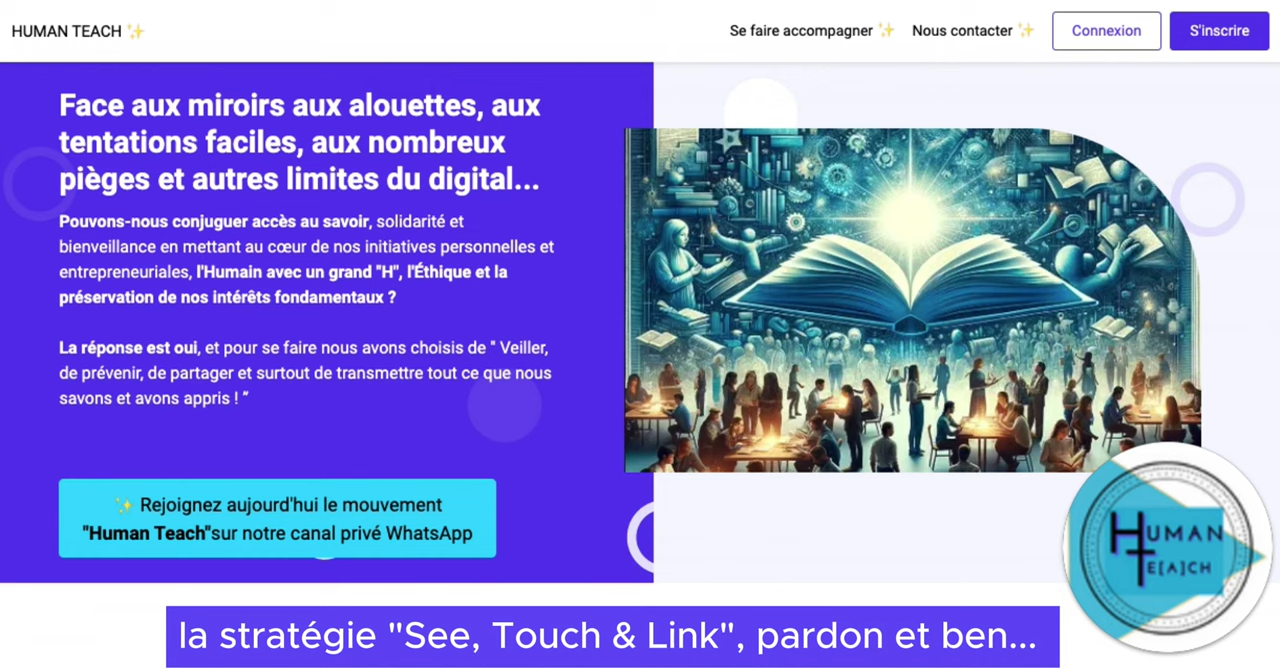 HUMAN TEACH ✨
Se faire accompagner ✨
Nous contacter ✨
Connexion
S'inscrire
Face aux miroirs aux alouettes, aux
tentations faciles, aux nombreux
pièges et autres limites du digital...
Pouvons-nous conjuguer accès au savoir, solidarité et
bienveillance en mettant au cœur de nos initiatives personnelles et
entrepreneuriales, l'Humain avec un grand "H", l'Éthique et la
préservation de nos intérêts fondamentaux ?
La réponse est oui, et pour se faire nous avons choisis de " Veiller,
de prévenir, de partager et surtout de transmettre tout ce que nous
savons et avons appris ! "
✨ Rejoignez aujourd'hui le mouvement
"Human Teach"sur notre canal privé WhatsApp
HUMAN
TE[A]CH
la stratégie "See, Touch & Link", pardon et ben...